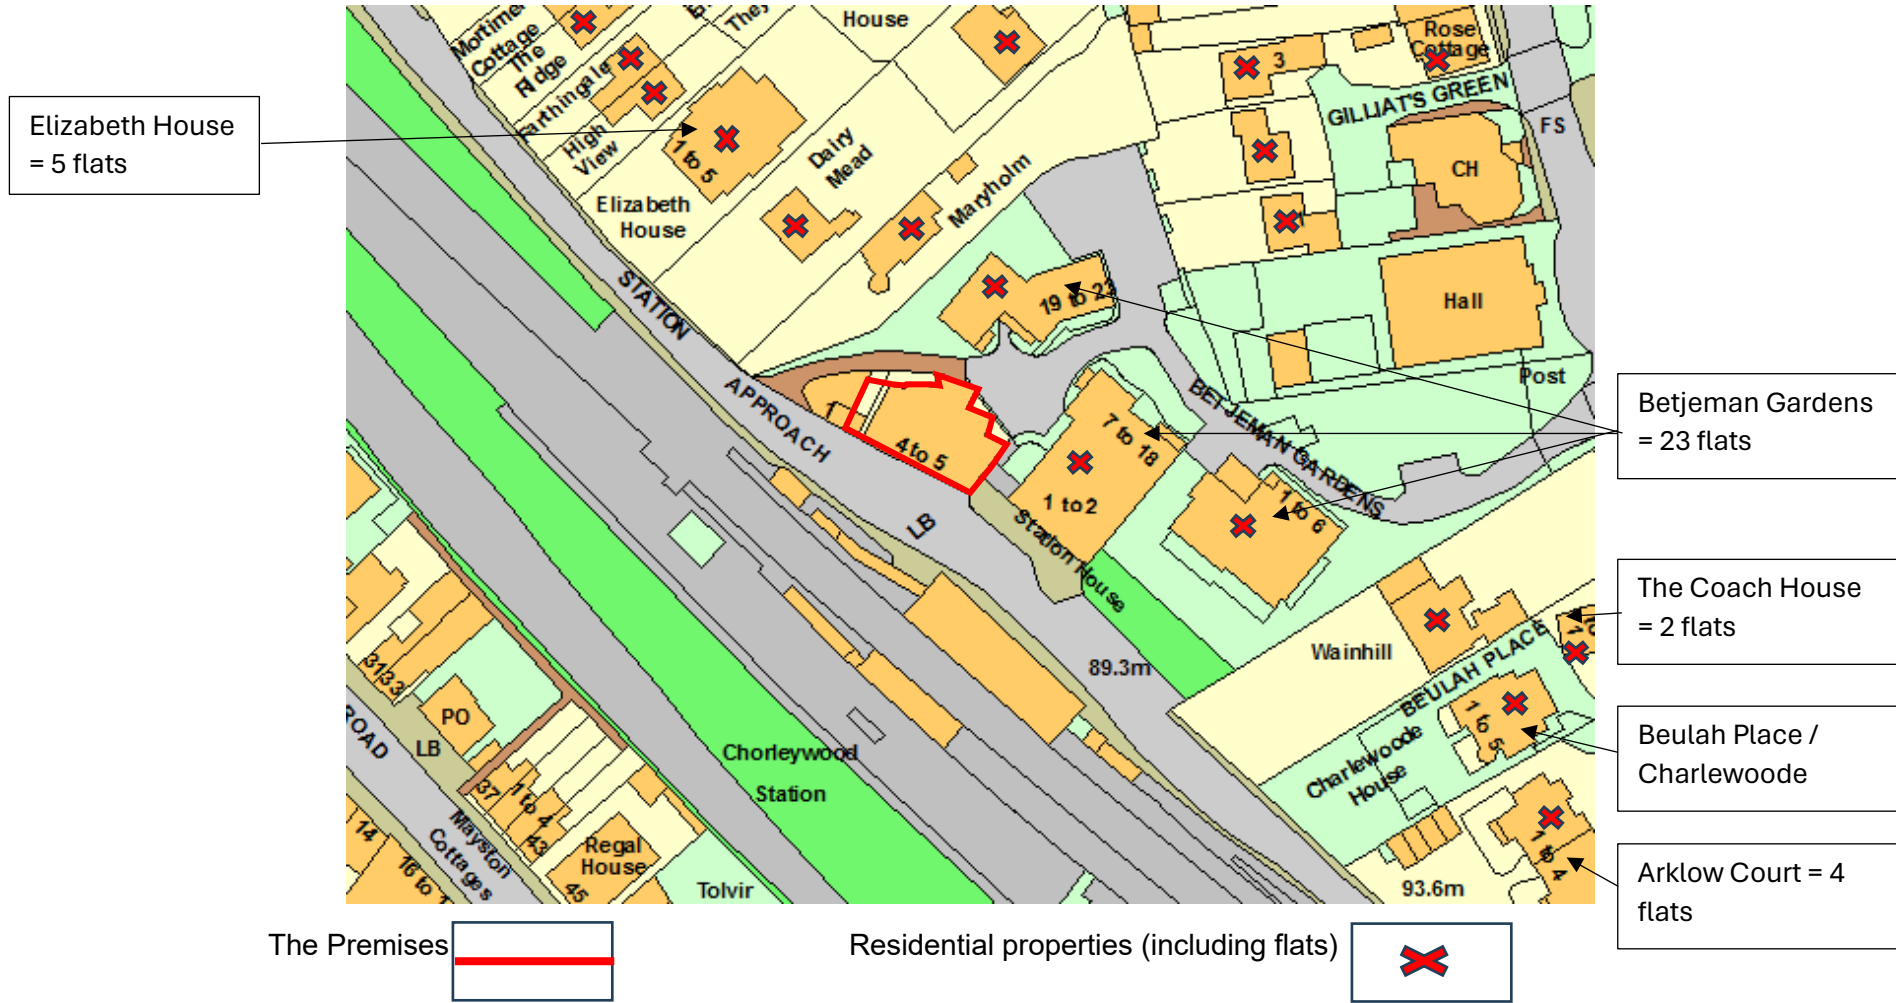 Mortimer
Cottage
The
Ridge
Farthingale
High
View
They
House
3
Rose
Cottage
GILLIAT'S GREEN
FS
CH
Elizabeth House
= 5 flats
1 to 5
Dairy
Mead
Maryholm
Elizabeth
House
1
STATION
APPROACH
19 to 23
Hall
Post
BETJEMAN GARDENS
Betjeman Gardens
= 23 flats
1
4 to 5
7 to 18
1 to 2
1 to 6
Station House
LB
The Coach House
= 2 flats
Wainhill
89.3m
BEULAH PLACE
1 to 5
Charlewoode
House
Beulah Place /
Charlewoode
31
33
PO
LB
ROAD
Chorleywood
Station
37
1 to 4
43
Mayston
Cottages
Regal
House
45
14
16 to 1
Tolvir
93.6m
1 to 4
Arklow Court = 4
flats
The Premises
Residential properties (including flats)